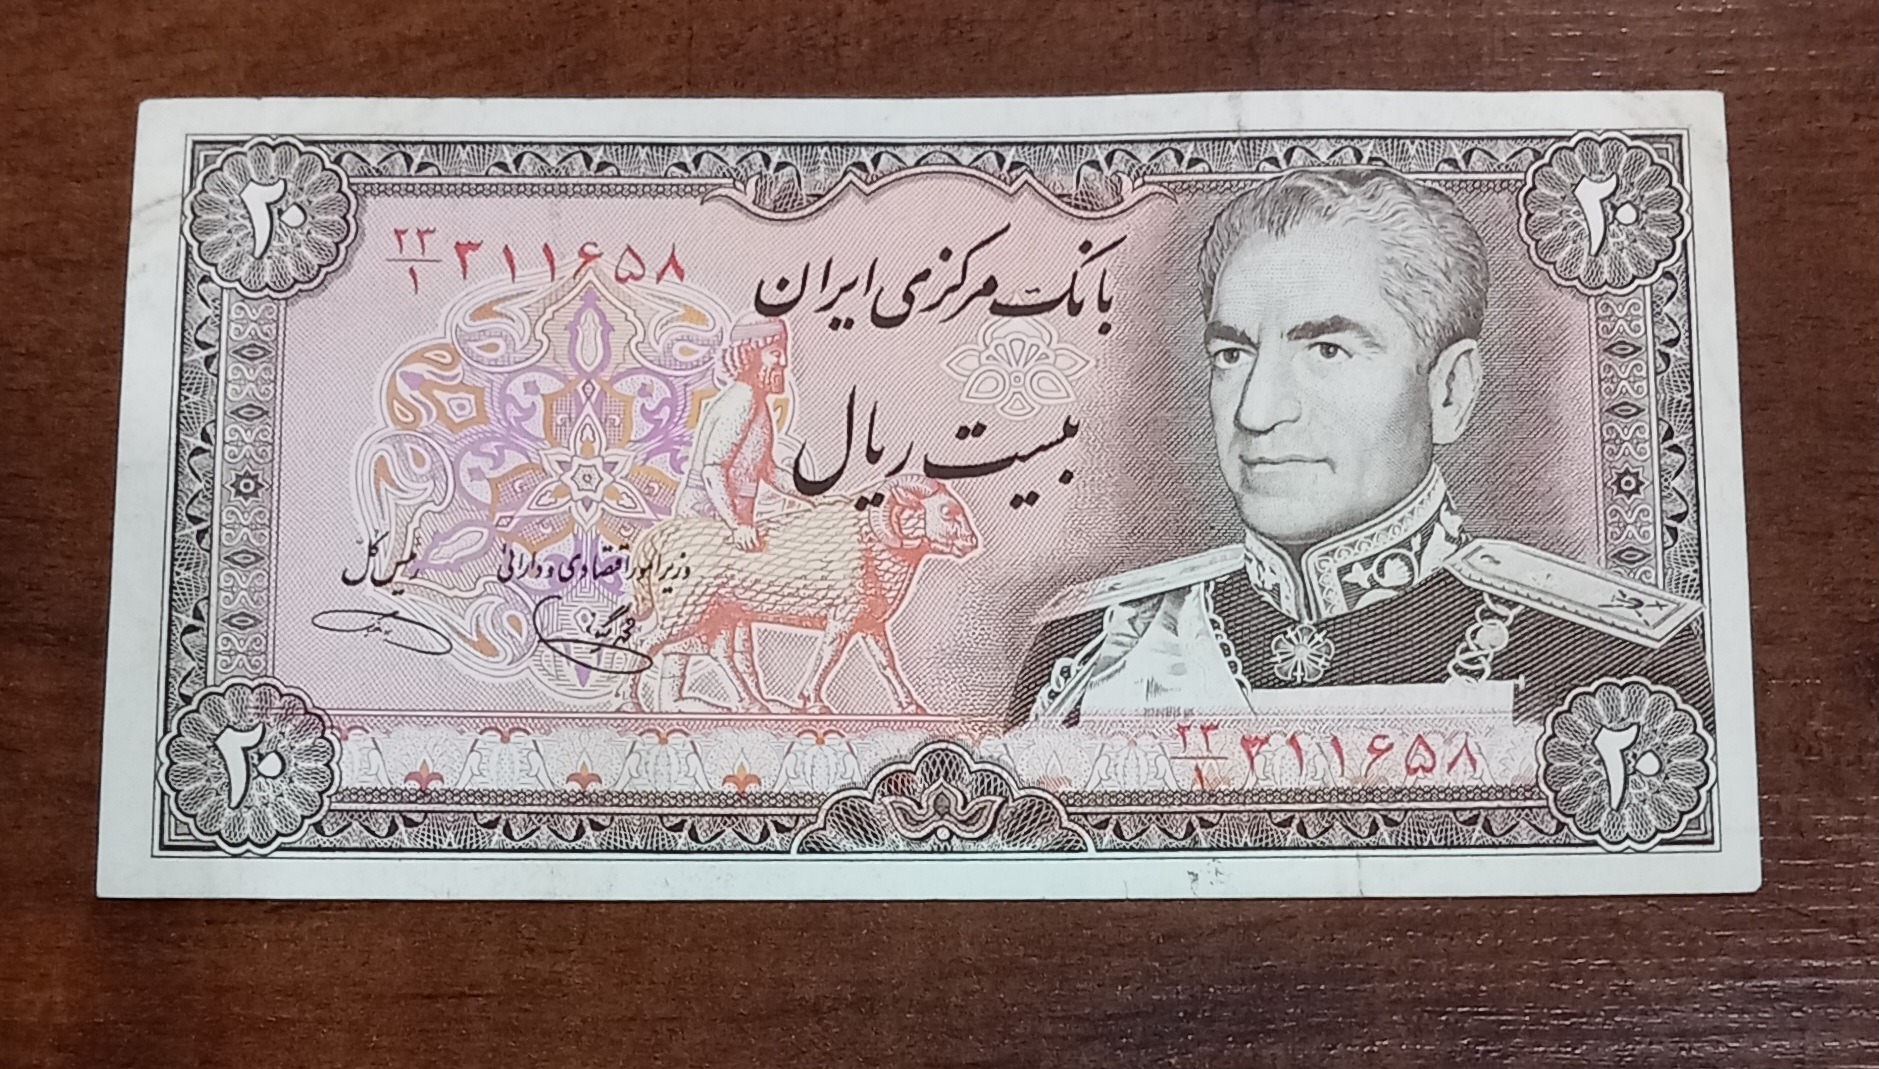 ۲۰
۲۰
۲۳/۱ ۳۱۱۶۵۸
بانک مرکزی ایران
بیست ریال
وزیر امور اقتصادی و دارائی
رئیس کل
۲۳/۱ ۳۱۱۶۵۸
۲۰
۲۰